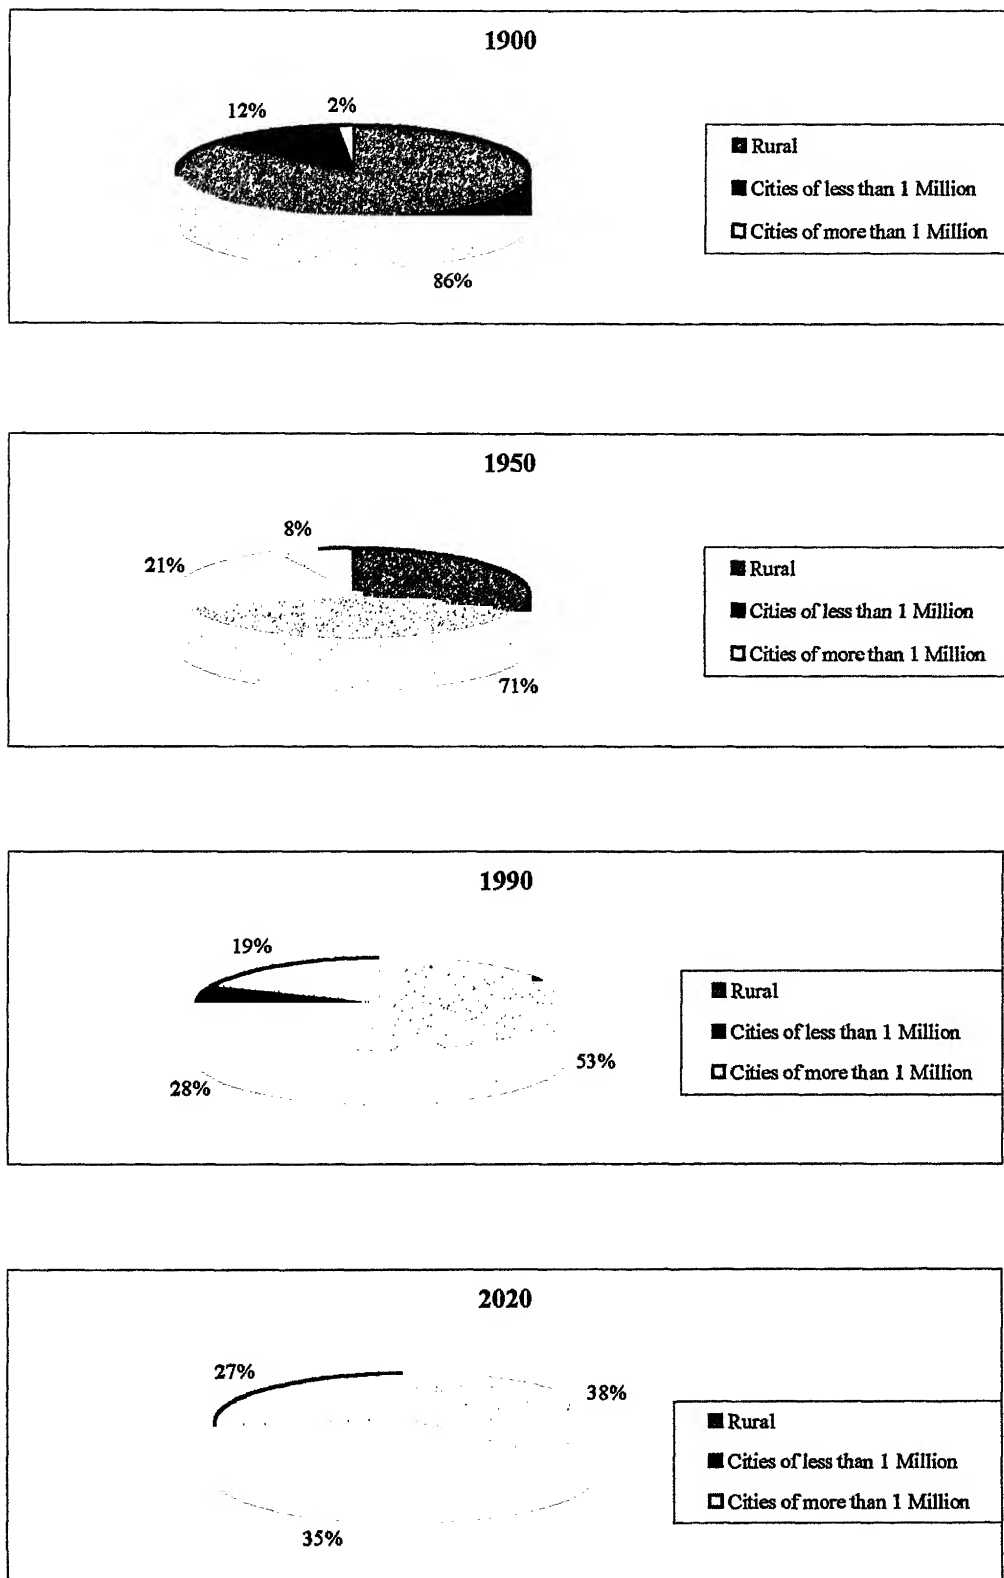 1900
12%
2%
86%
Rural
Cities of less than 1 Million
Cities of more than 1 Million
1950
8%
21%
71%
Rural
Cities of less than 1 Million
Cities of more than 1 Million
1990
19%
53%
28%
Rural
Cities of less than 1 Million
Cities of more than 1 Million
2020
27%
38%
35%
Rural
Cities of less than 1 Million
Cities of more than 1 Million